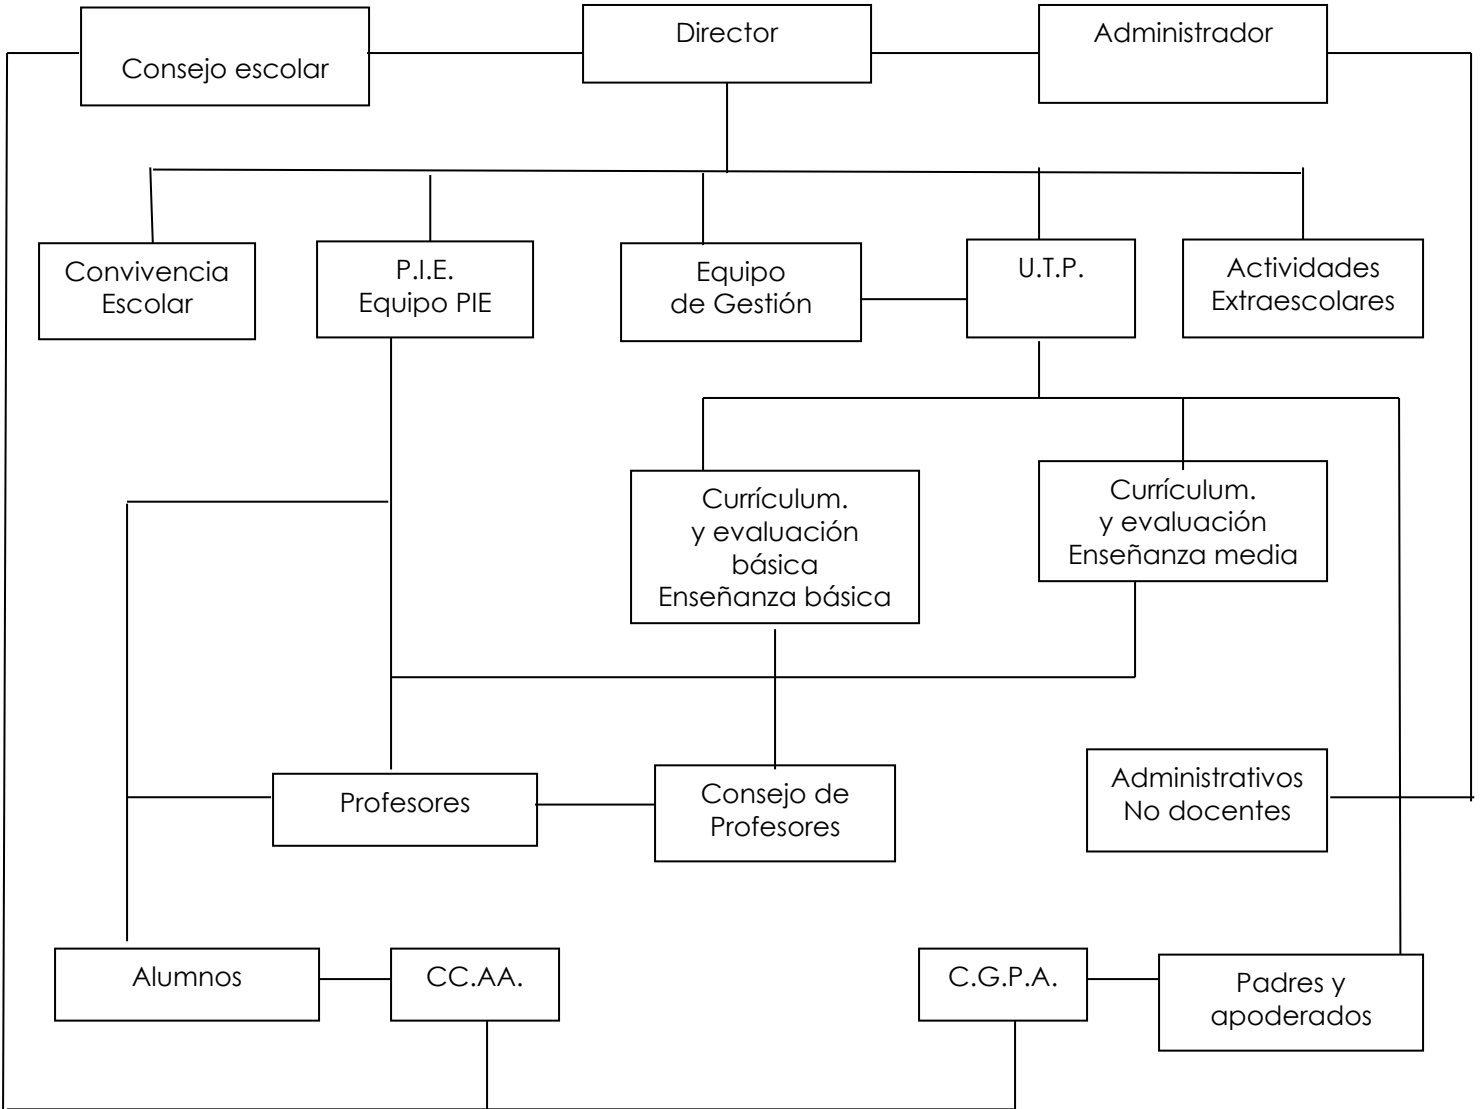 Consejo escolar
Director
Administrador
Convivencia
Escolar
P.I.E.
Equipo PIE
Equipo
de Gestión
U.T.P.
Actividades
Extraescolares
Currículum.
y evaluación
básica
Enseñanza básica
Currículum.
y evaluación
Enseñanza media
Profesores
Consejo de
Profesores
Administrativos
No docentes
Alumnos
CC.AA.
C.G.P.A.
Padres y
apoderados